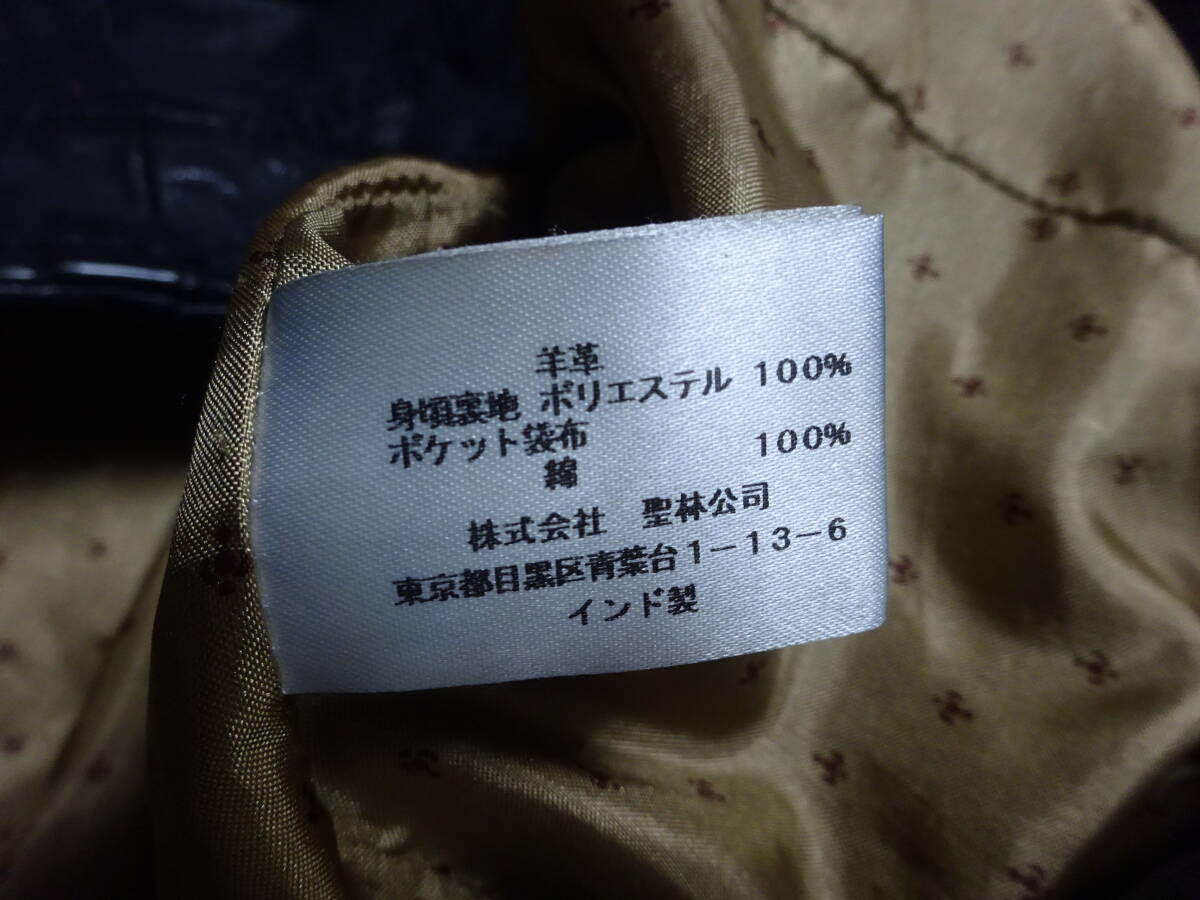 羊革
身頃裏地 ポリエステル 100%
ポケット袋布 100%
綿
株式会社 聖林公司
東京都目黒区青葉台1-13-6
インド製